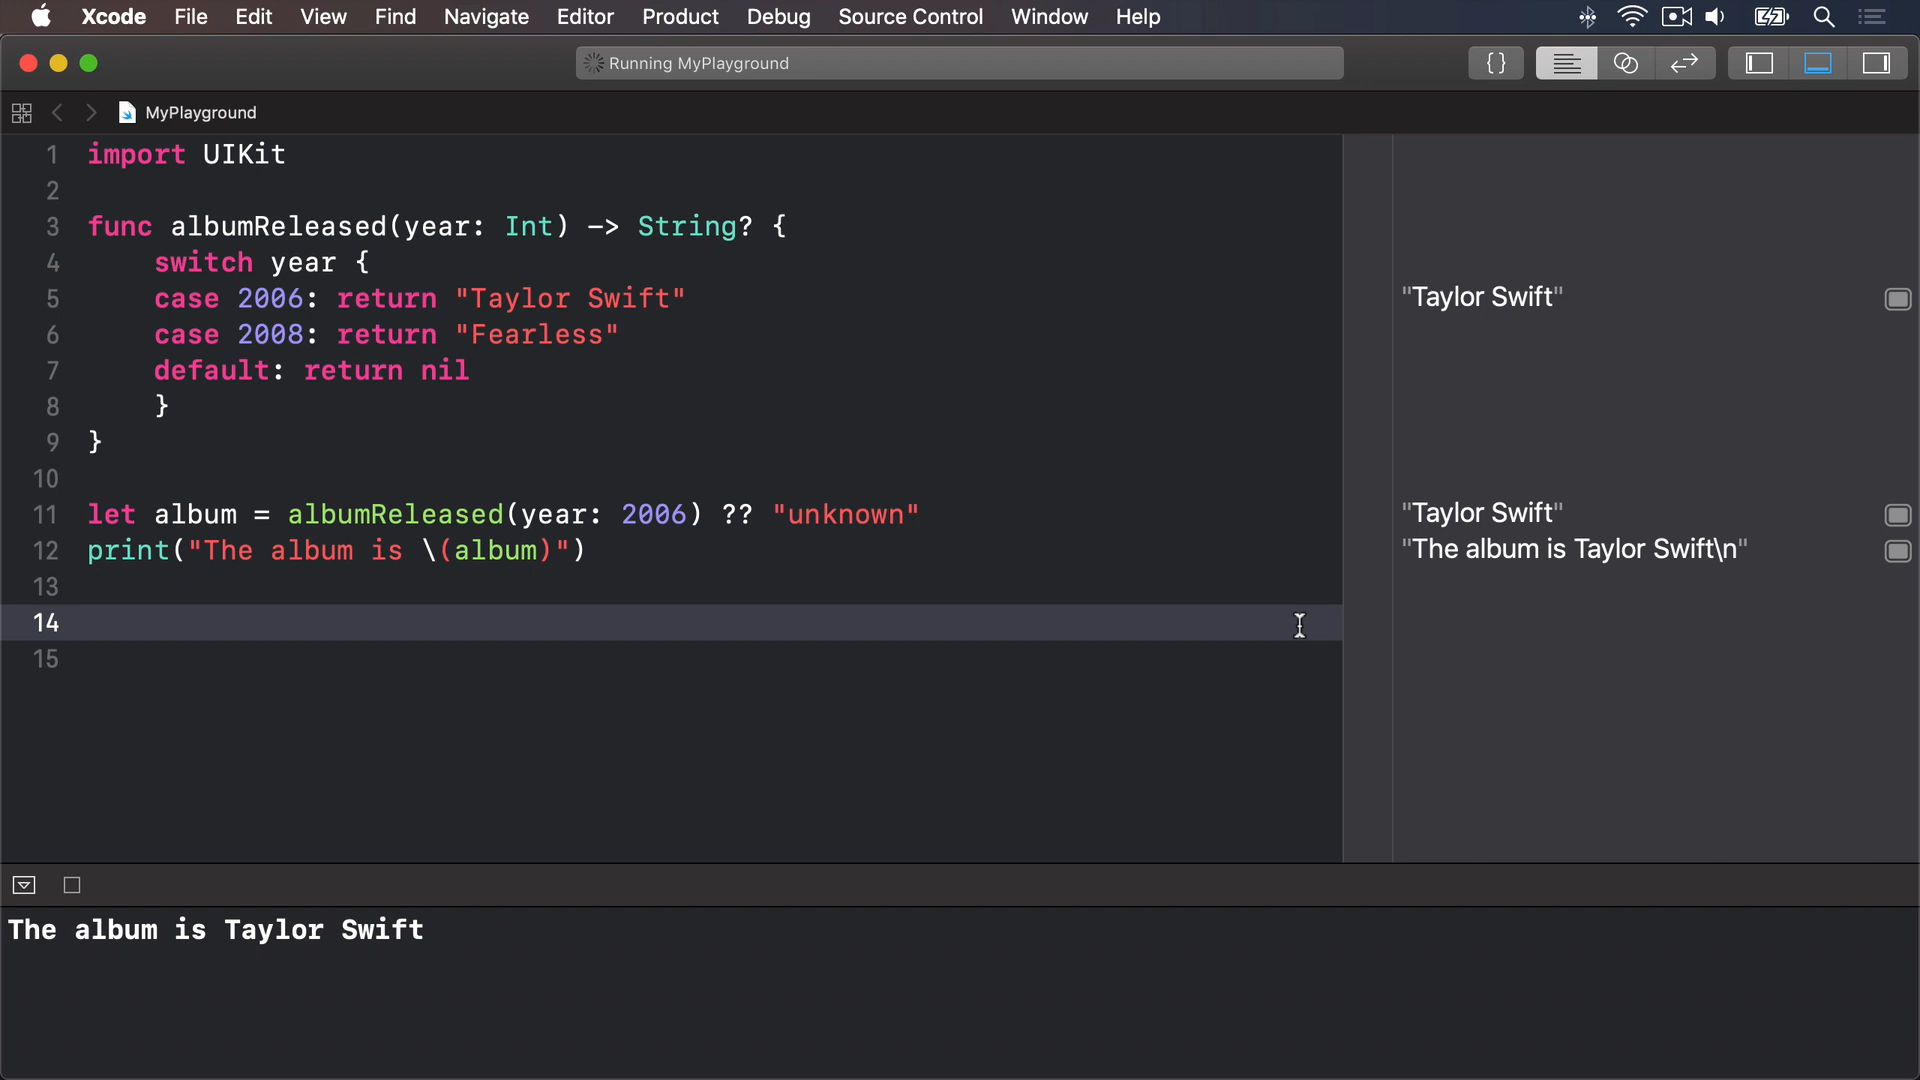 Xcode File Edit View Find Navigate Editor Product Debug Source Control Window Help
Running MyPlayground
{}
MyPlayground
1 import UIKit
2
3 func albumReleased(year: Int) -> String? {
4 switch year {
5 case 2006: return "Taylor Swift"
"Taylor Swift"
6 case 2008: return "Fearless"
7 default: return nil
8 }
9 }
10
11 let album = albumReleased(year: 2006) ?? "unknown"
"Taylor Swift"
12 print("The album is \(album)")
"The album is Taylor Swift\n"
13
14
15
The album is Taylor Swift